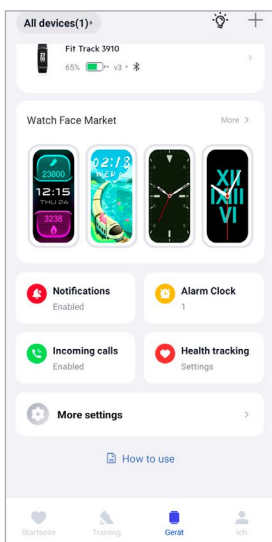 All devices(1)
Fit Track 3910
65% v3
Watch Face Market
More >
23800
12:15
THU 24
3238
02:18
XII
IX III
VI
Notifications
Enabled
Alarm Clock
1
Incoming calls
Enabled
Health tracking
Settings
More settings
How to use
Startseite
Training
Gerät
Ich